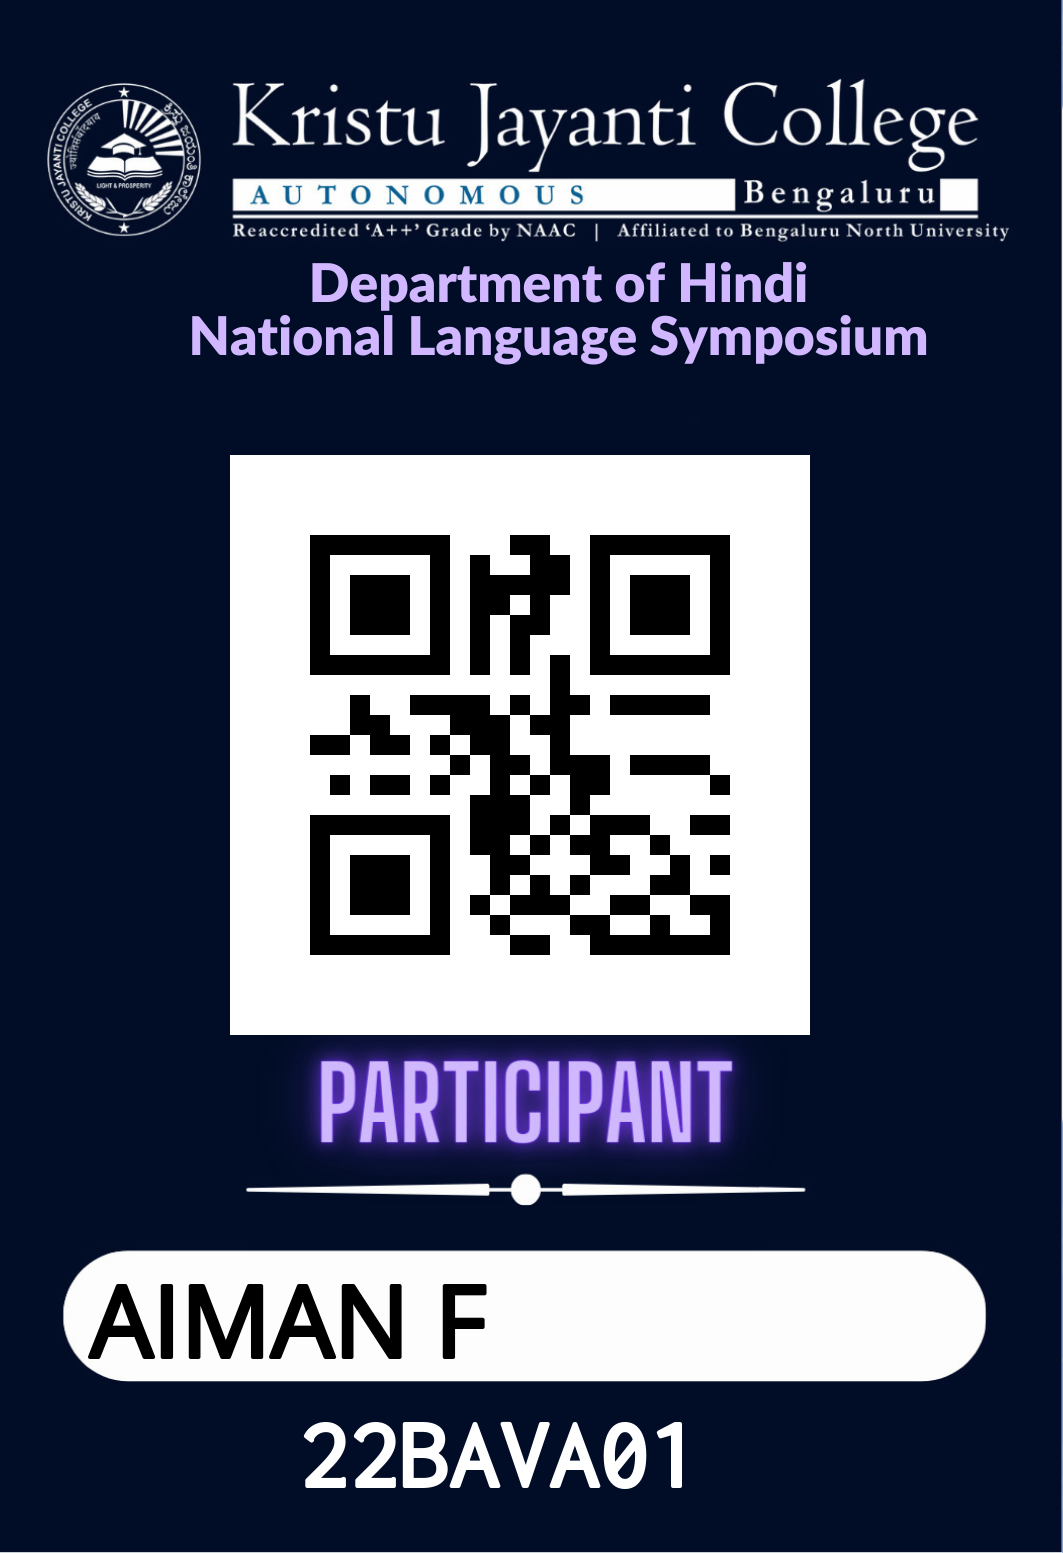 Kristu Jayanti College
AUTONOMOUS Bengaluru
Reaccredited ‘A++’ Grade by NAAC | Affiliated to Bengaluru North University
KRISTU JAYANTI COLLEGE
LIGHT & PROSPERITY
Department of Hindi
National Language Symposium
PARTICIPANT
AIMAN F
22BAVA01